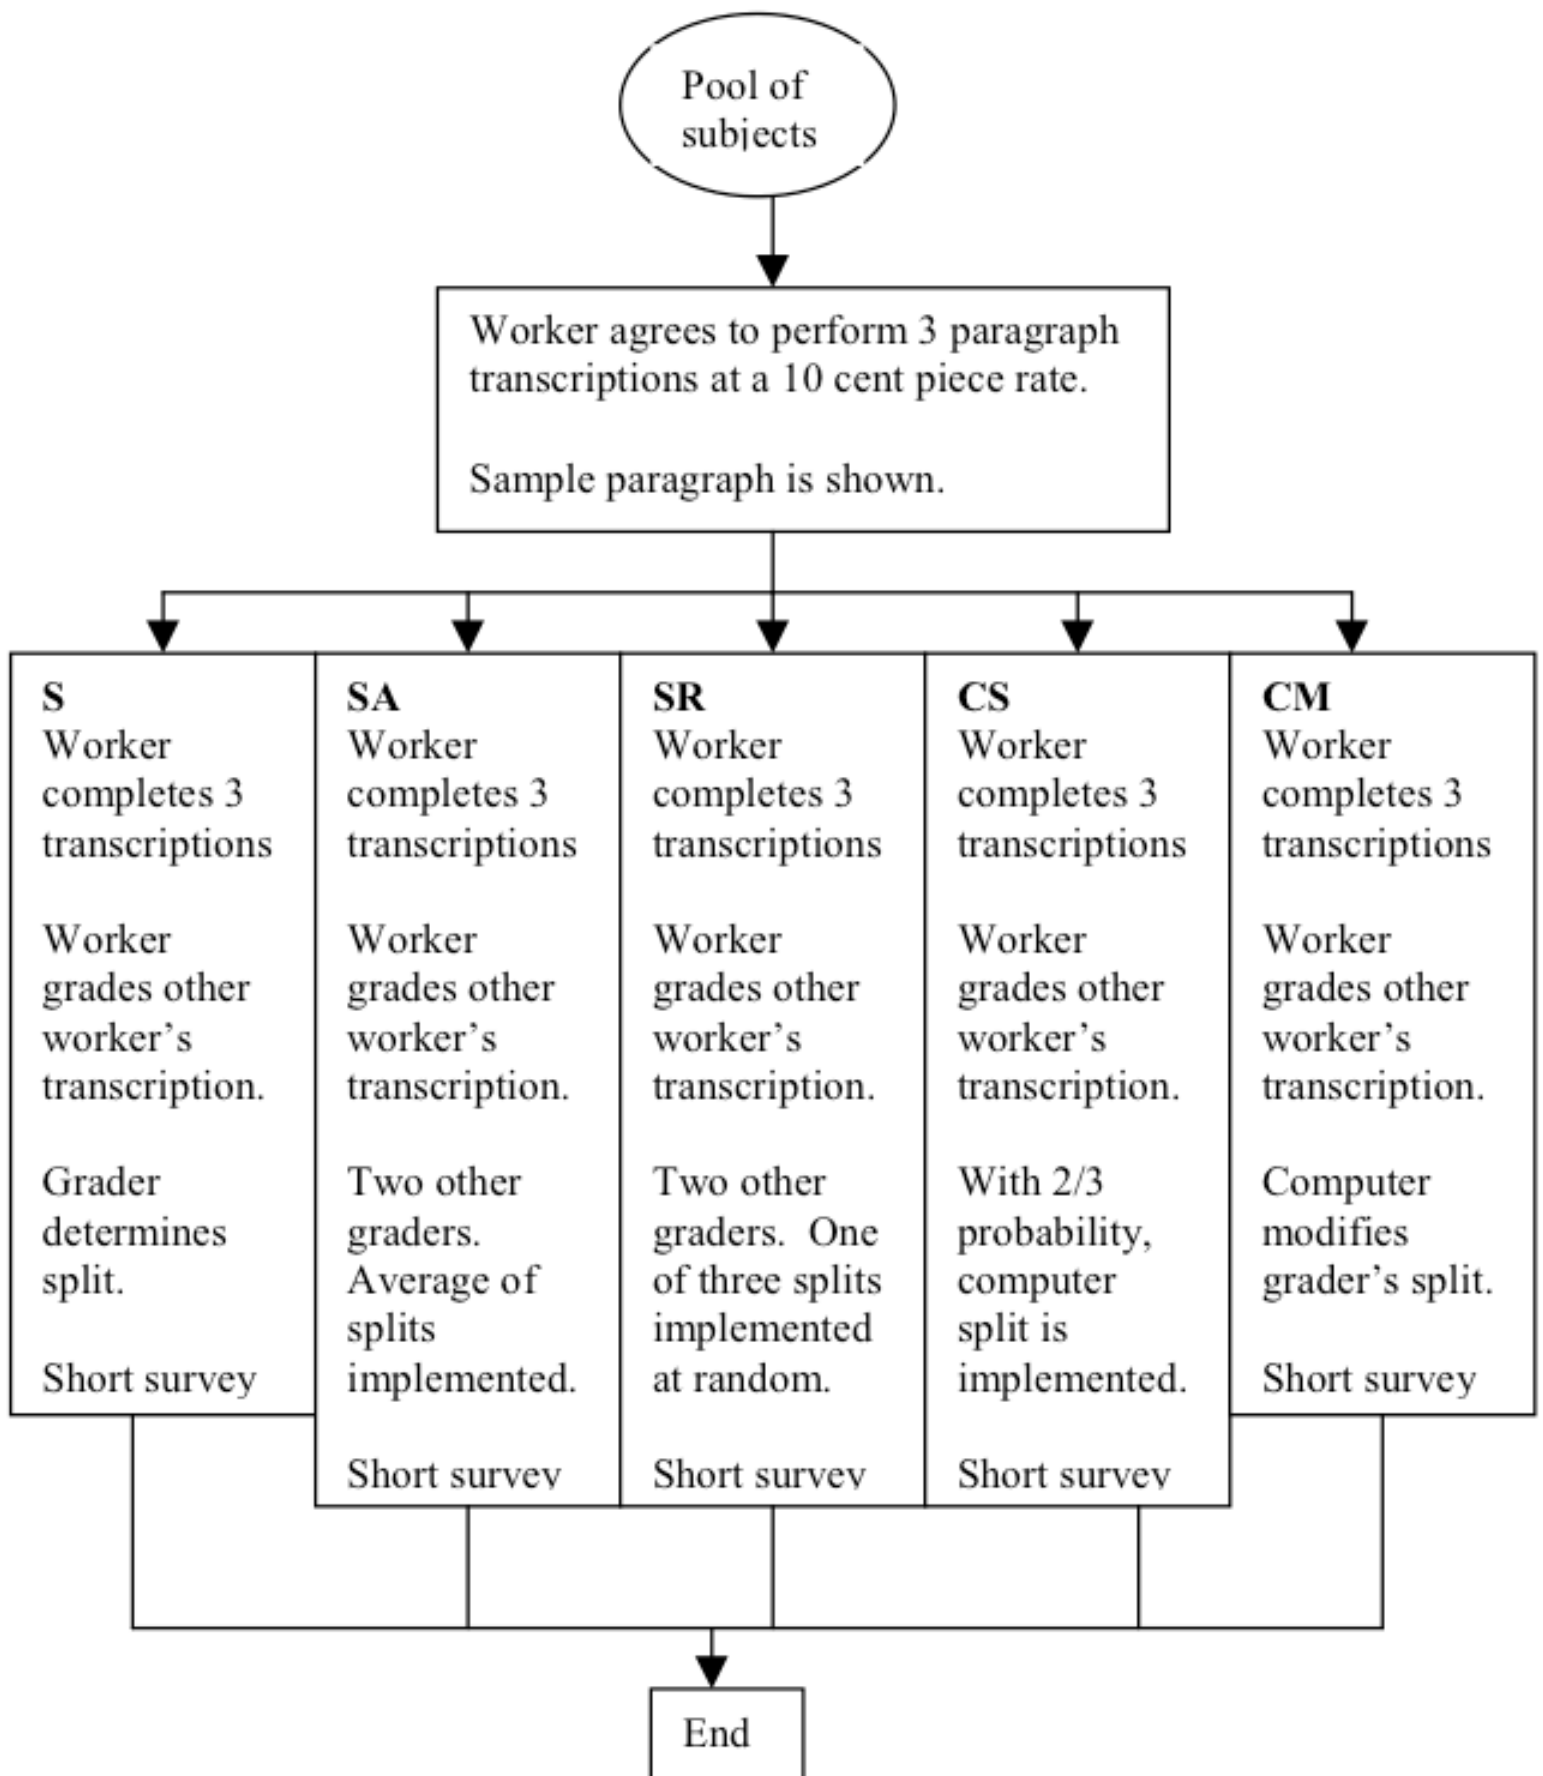 Pool of
subjects
Worker agrees to perform 3 paragraph
transcriptions at a 10 cent piece rate.
Sample paragraph is shown.
S
Worker
completes 3
transcriptions
Worker
grades other
worker’s
transcription.
Grader
determines
split.
Short survey
SA
Worker
completes 3
transcriptions
Worker
grades other
worker’s
transcription.
Two other
graders.
Average of
splits
implemented.
Short survey
SR
Worker
completes 3
transcriptions
Worker
grades other
worker’s
transcription.
Two other
graders.  One
of three splits
implemented
at random.
Short survey
CS
Worker
completes 3
transcriptions
Worker
grades other
worker’s
transcription.
With 2/3
probability,
computer
split is
implemented.
Short survey
CM
Worker
completes 3
transcriptions
Worker
grades other
worker’s
transcription.
Computer
modifies
grader’s split.
Short survey
End